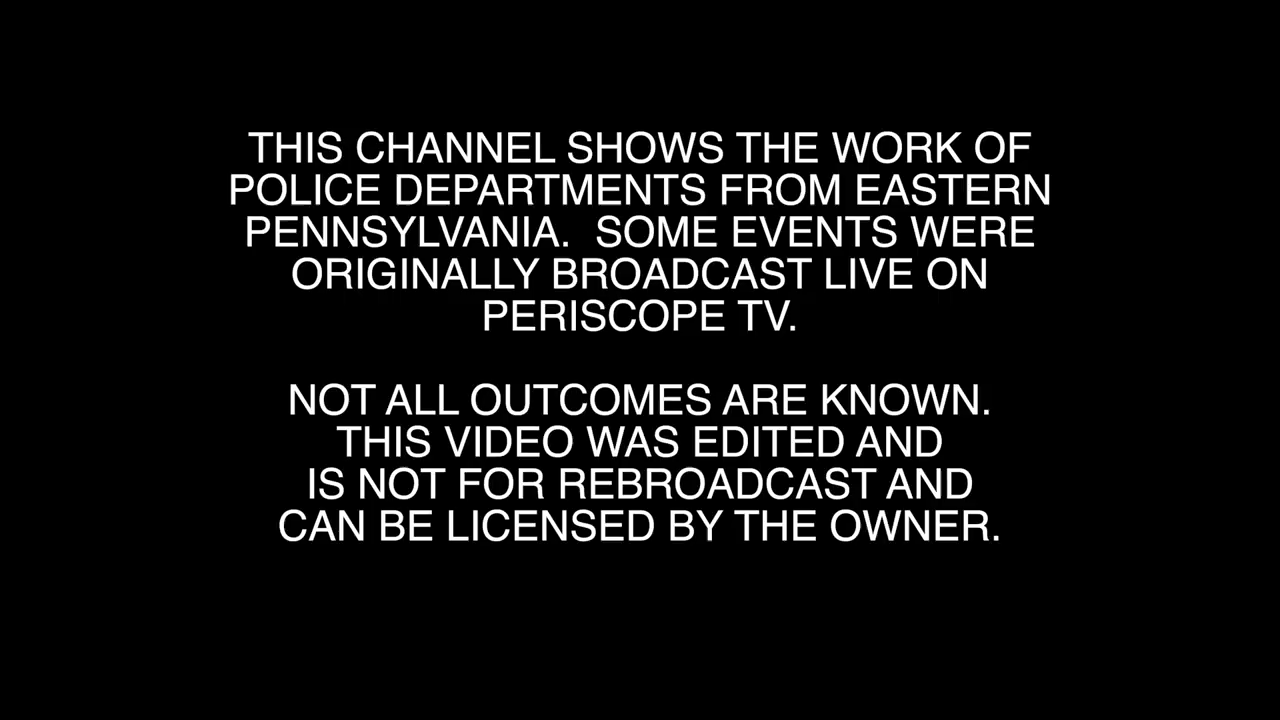 THIS CHANNEL SHOWS THE WORK OF
POLICE DEPARTMENTS FROM EASTERN
PENNSYLVANIA.  SOME EVENTS WERE
ORIGINALLY BROADCAST LIVE ON
PERISCOPE TV.
NOT ALL OUTCOMES ARE KNOWN.
THIS VIDEO WAS EDITED AND
IS NOT FOR REBROADCAST AND
CAN BE LICENSED BY THE OWNER.